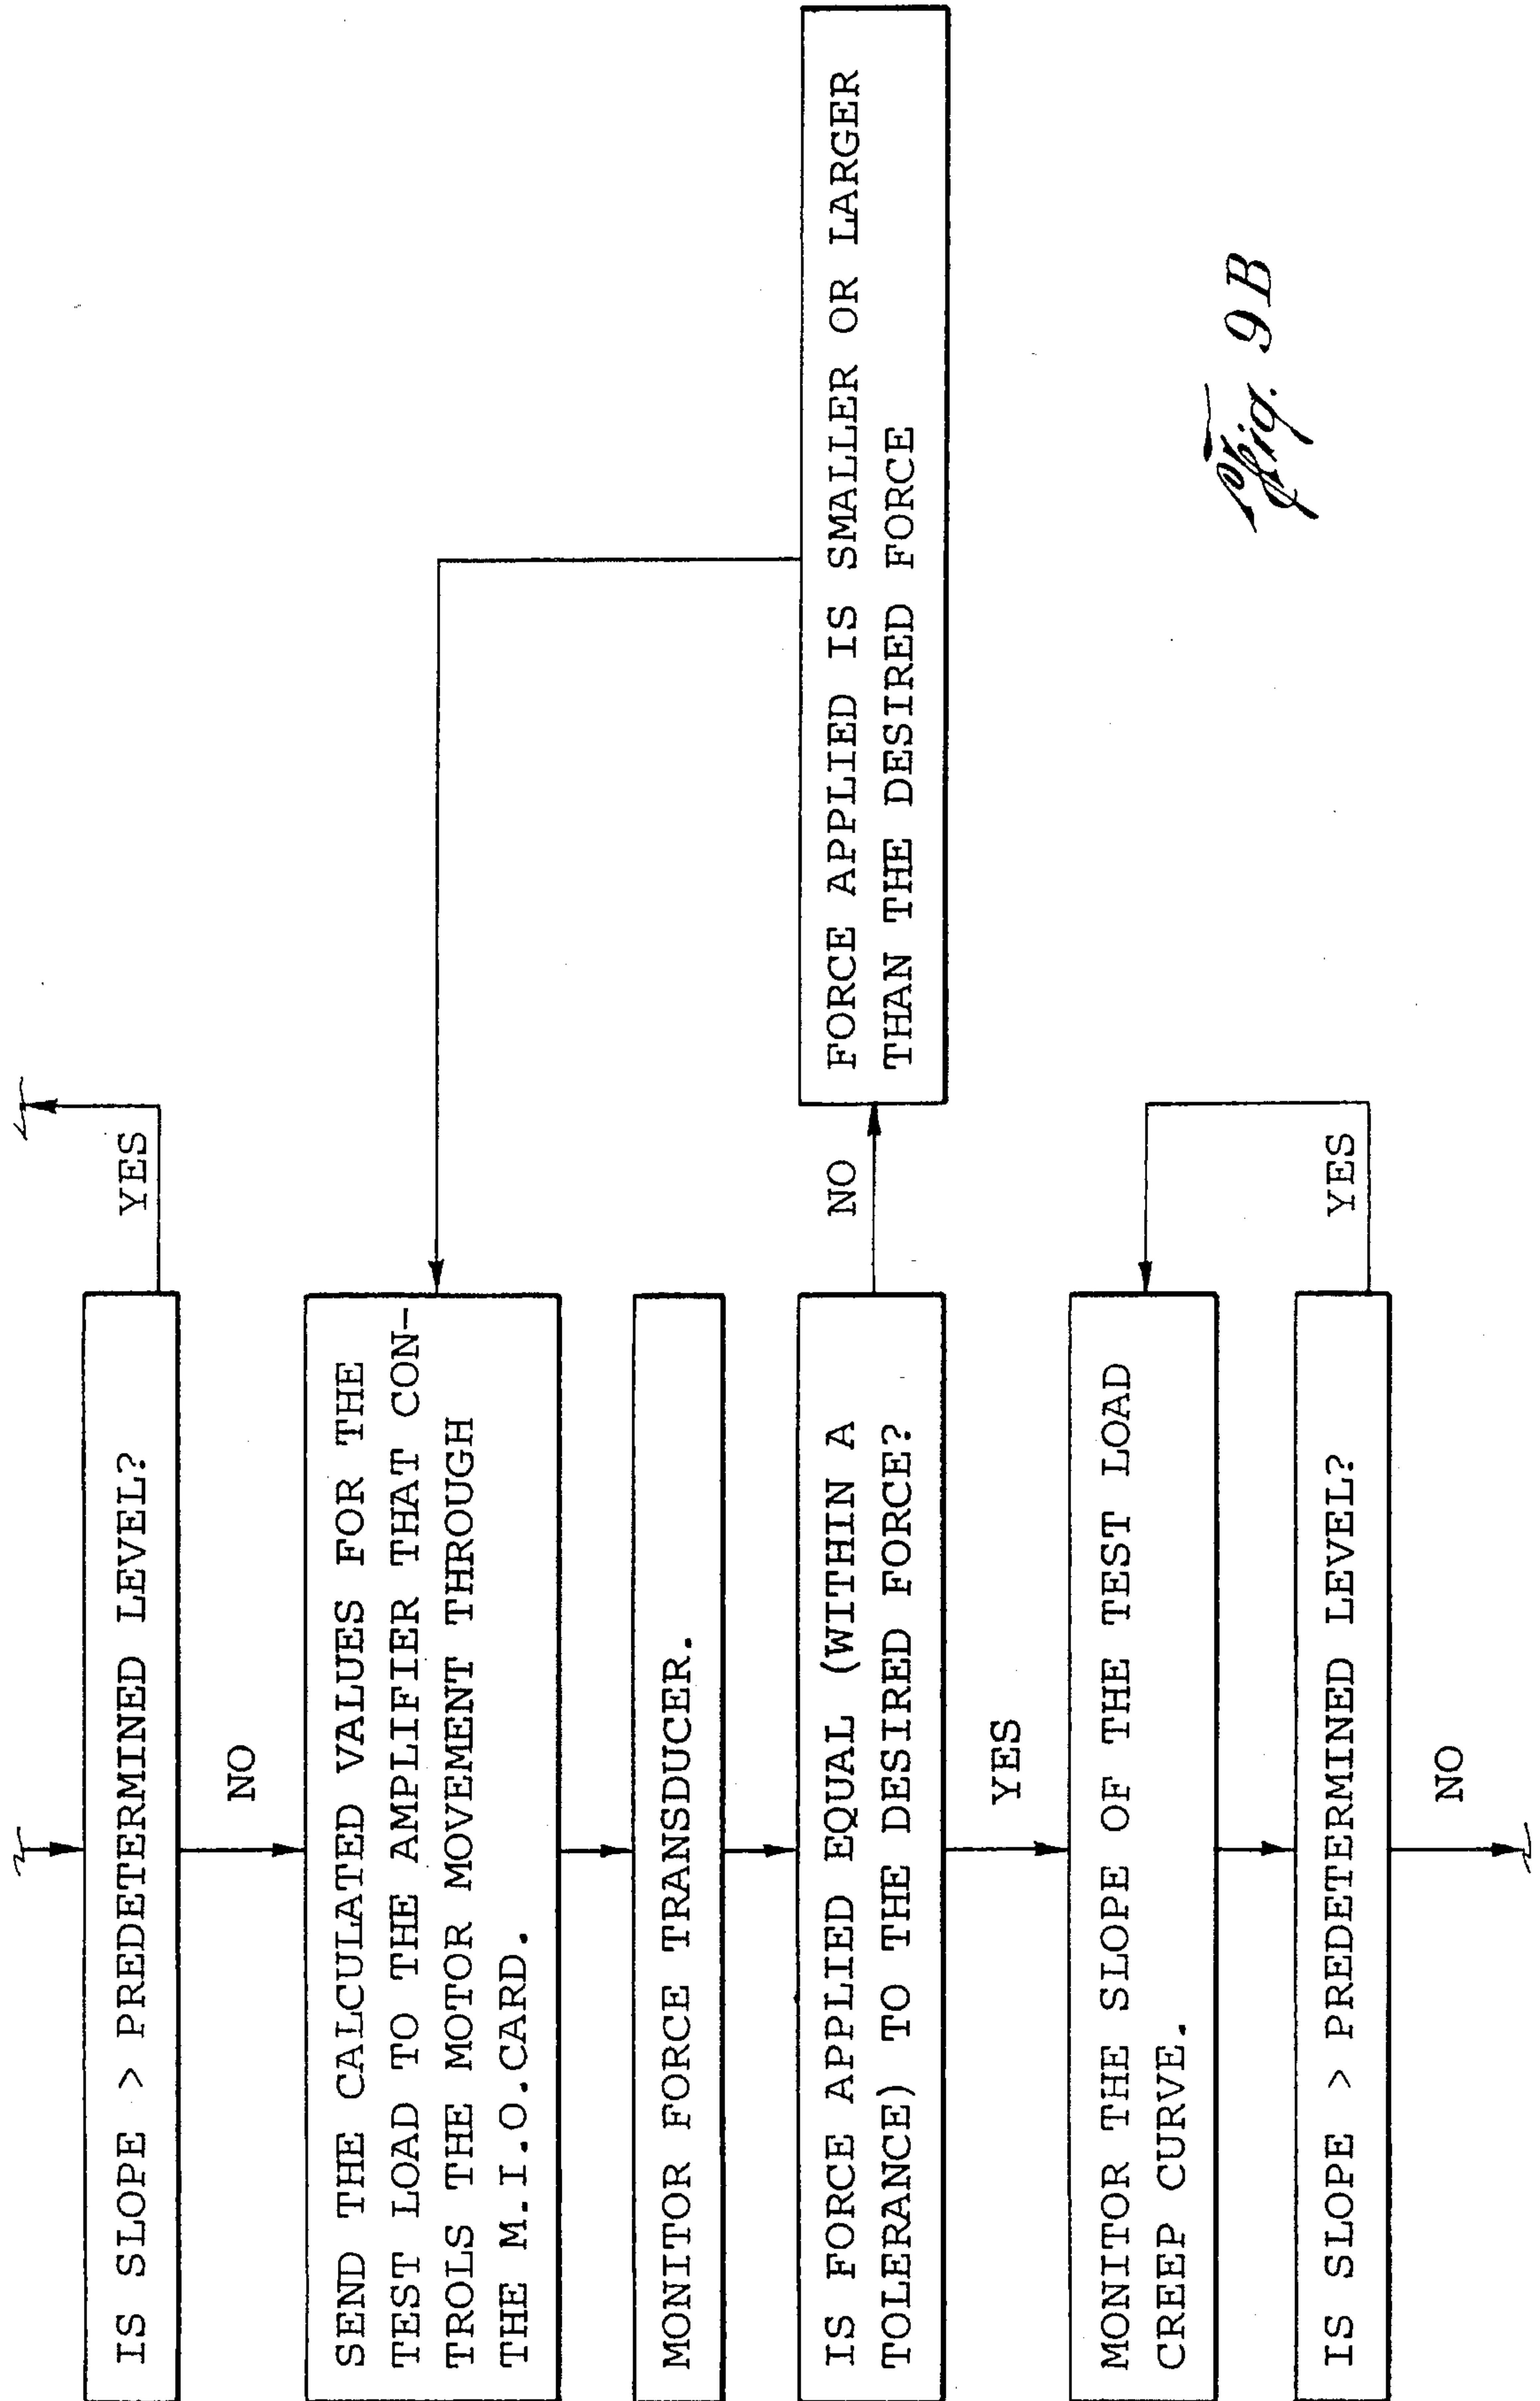 IS SLOPE > PREDETERMINED LEVEL?
YES
NO
SEND THE CALCULATED VALUES FOR THE
TEST LOAD TO THE AMPLIFIER THAT CON-
TROLS THE MOTOR MOVEMENT THROUGH
THE M.I.O.CARD.
MONITOR FORCE TRANSDUCER.
IS FORCE APPLIED EQUAL (WITHIN A
TOLERANCE) TO THE DESIRED FORCE?
NO
FORCE APPLIED IS SMALLER OR LARGER
THAN THE DESIRED FORCE
YES
MONITOR THE SLOPE OF THE TEST LOAD
CREEP CURVE.
IS SLOPE > PREDETERMINED LEVEL?
YES
NO
Fig. 9B